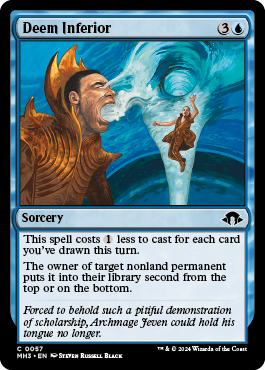 Deem Inferior 3
Sorcery
This spell costs 1 less to cast for each card
you've drawn this turn.
The owner of target nonland permanent
puts it into their library second from the
top or on the bottom.
Forced to behold such a pitiful demonstration
of scholarship, Archmage Jeven could hold his
tongue no longer.
C 0057
MH3 • EN Steven Russell Black ™ & © 2024 Wizards of the Coast